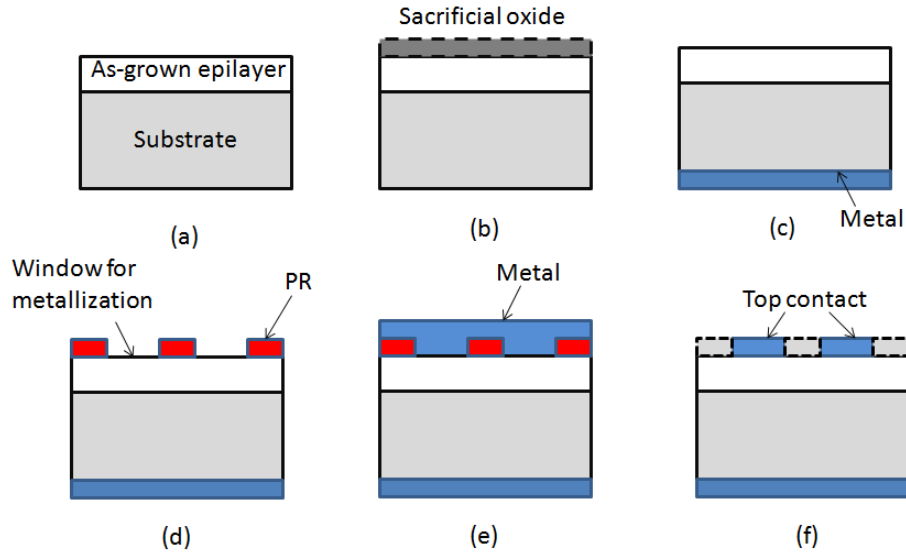 Sacrificial oxide
As-grown epilayer
Substrate
Metal
(a)
(b)
(c)
Window for
metallization
PR
Metal
Top contact
(d)
(e)
(f)